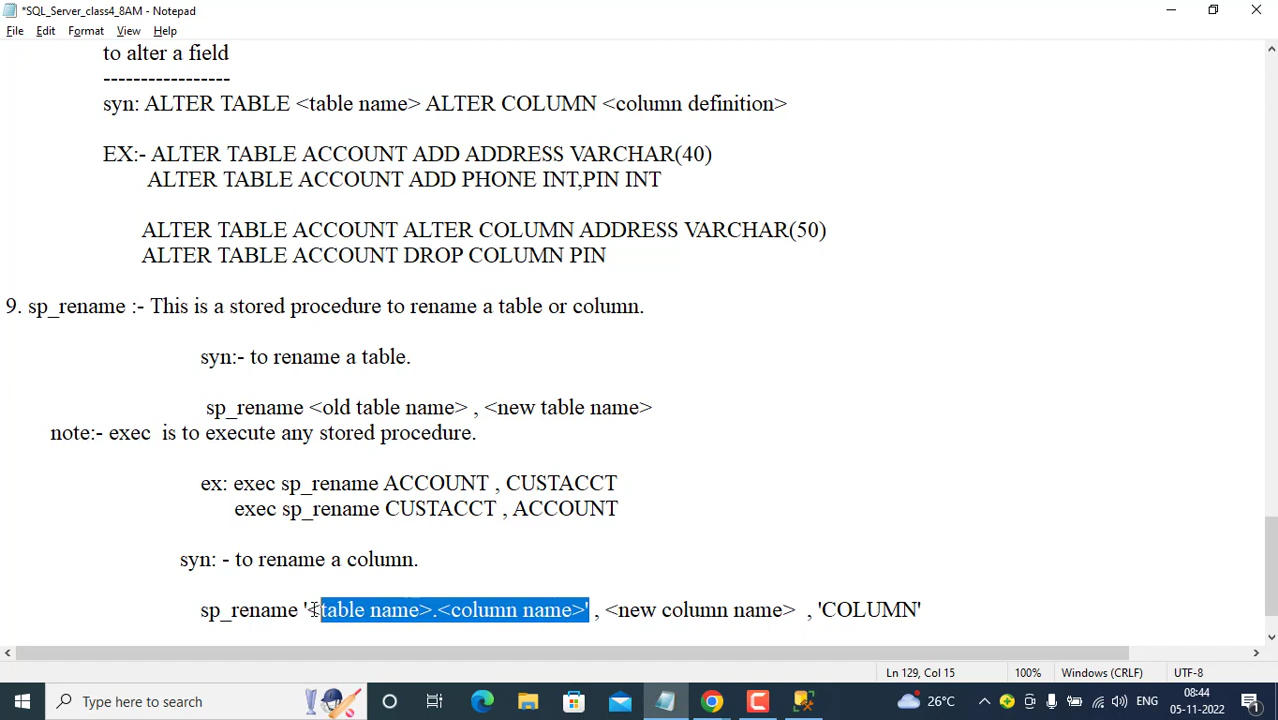 *SQL_Server_class4_8AM - Notepad
File Edit Format View Help
to alter a field
-----------------
syn: ALTER TABLE <table name> ALTER COLUMN <column definition>
EX:- ALTER TABLE ACCOUNT ADD ADDRESS VARCHAR(40)
ALTER TABLE ACCOUNT ADD PHONE INT,PIN INT
ALTER TABLE ACCOUNT ALTER COLUMN ADDRESS VARCHAR(50)
ALTER TABLE ACCOUNT DROP COLUMN PIN
9. sp_rename :- This is a stored procedure to rename a table or column.
syn:- to rename a table.
sp_rename <old table name> , <new table name>
note:- exec  is to execute any stored procedure.
ex: exec sp_rename ACCOUNT , CUSTACCT
exec sp_rename CUSTACCT , ACCOUNT
syn: - to rename a column.
sp_rename '<table name>.<column name>' , <new column name>  , 'COLUMN'
Ln 129, Col 15 100% Windows (CRLF) UTF-8
Type here to search 26°C ENG 08:44 05-11-2022 1